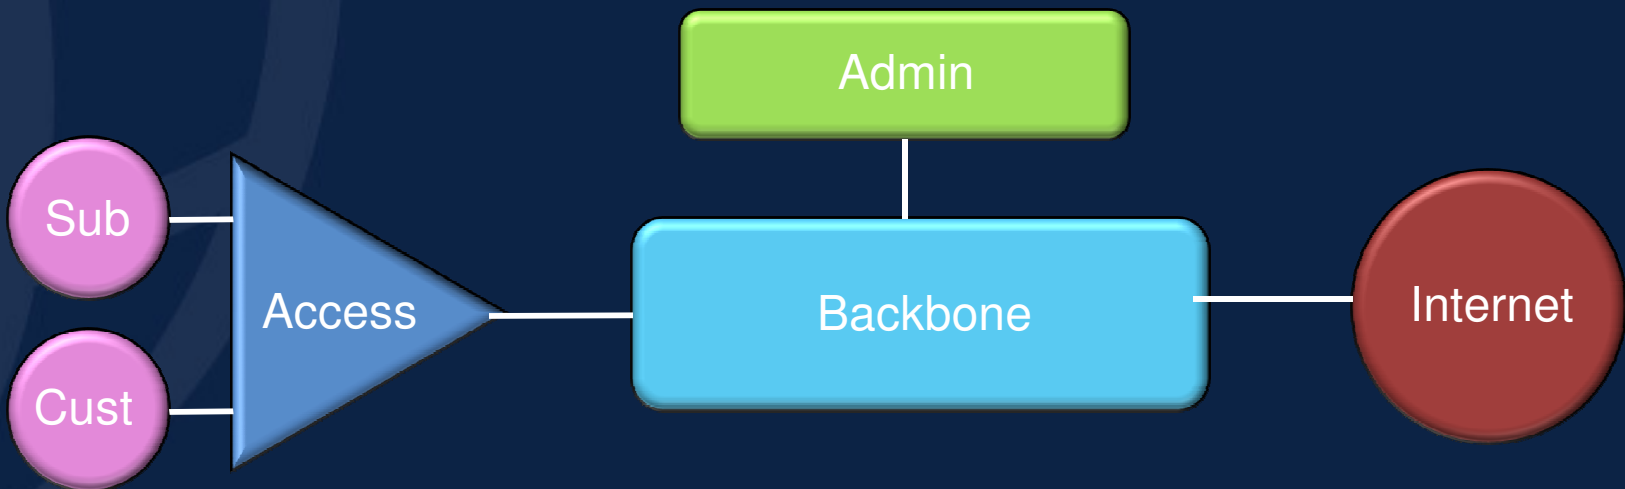 Admin
Sub
Access
Backbone
Internet
Cust